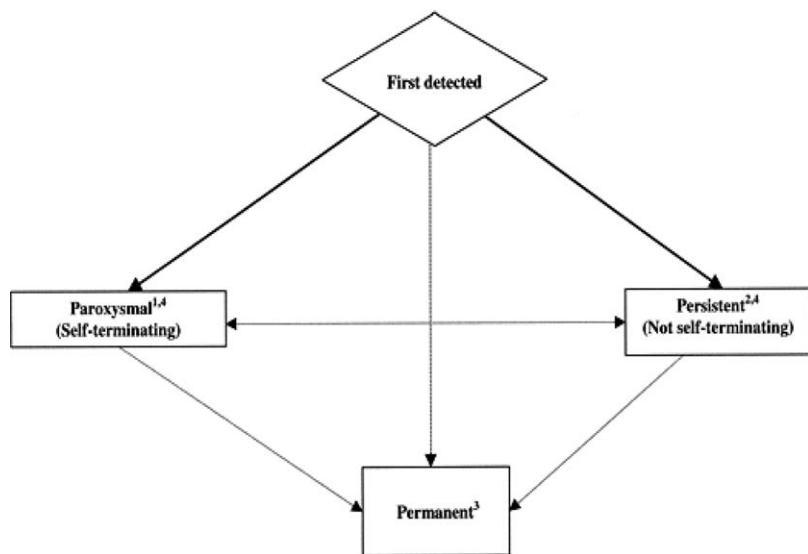 First detected
Paroxysmal1,4
(Self-terminating)
Persistent2,4
(Not self-terminating)
Permanent3